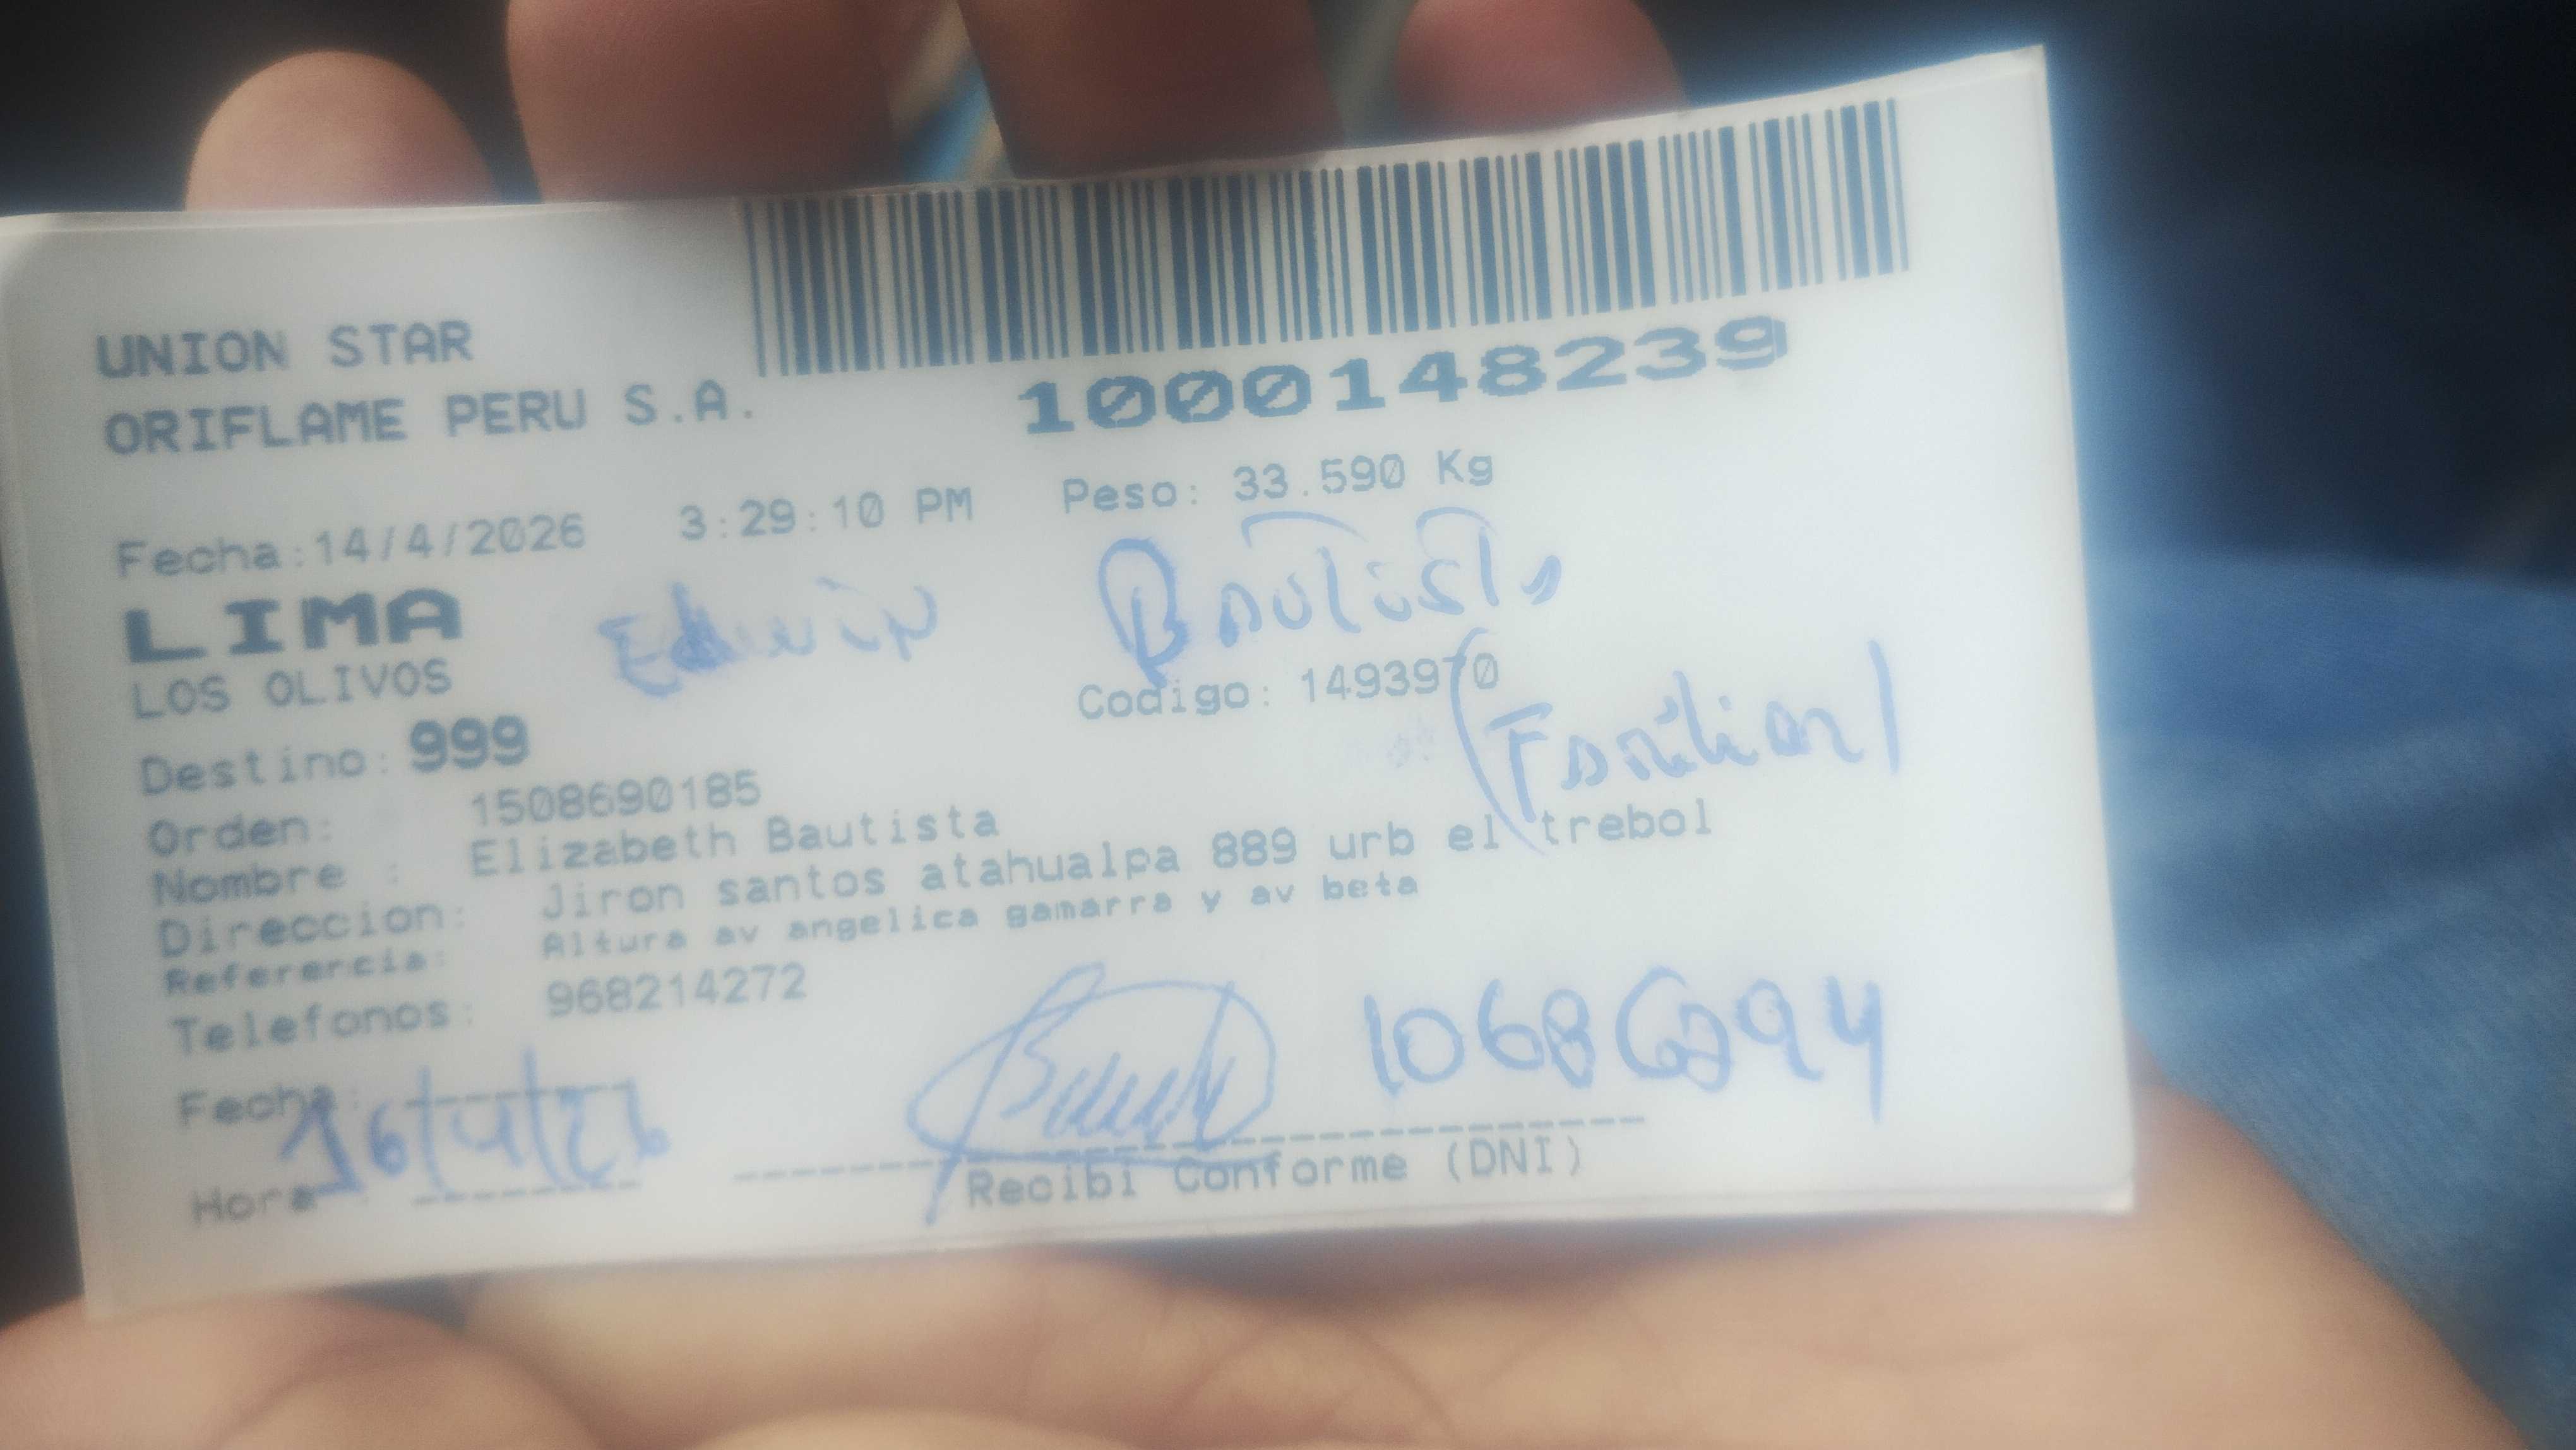 UNION STAR
ORIFLAME PERU S.A.
1000148239
Fecha:14/4/2026 3:29:10 PM Peso: 33.590 Kg
LIMA Edwin Bautista
LOS OLIVOS Codigo: 1493970
Destino: 999 (Familiar)
Orden: 1508690185
Nombre : Elizabeth Bautista
Direccion: Jiron santos atahualpa 889 urb el trebol
Referencia: Altura av angelica gamarra y av beta
Telefonos: 968214272
Fecha: 16/4/26
Hora
Recibi Conforme (DNI)